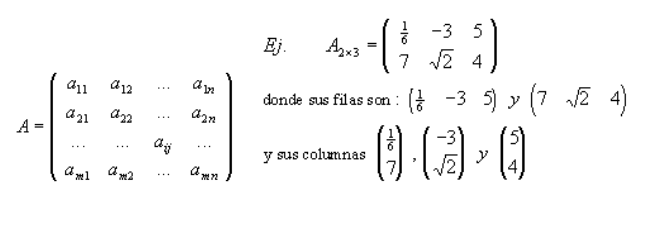 A = ( a11 a12 ... a1n
a21 a22 ... a2n
... ... aij ...
am1 am2 ... amn )
Ej. A2×3 = ( 1/6 −3 5
7 √2 4 )
donde sus filas son : (1/6 −3 5) y (7 √2 4)
y sus columnas (1/6 7) , (−3 √2) y (5 4)